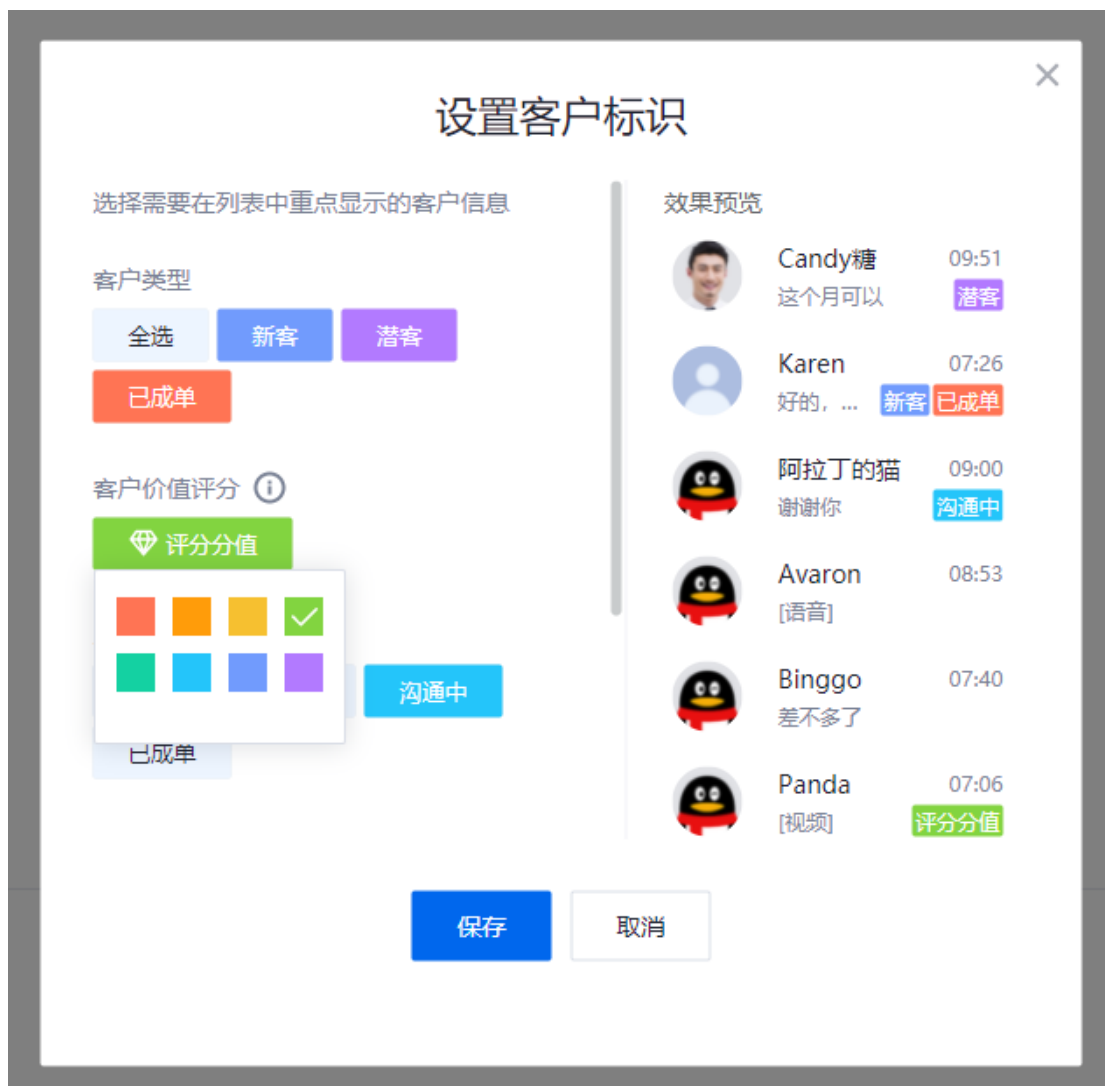 设置客户标识
选择需要在列表中重点显示的客户信息
客户类型
全选 新客 潜客
已成单
客户价值评分
评分分值
沟通中
已成单
效果预览
Candy糖 09:51
这个月可以 潜客
Karen 07:26
好的，... 新客 已成单
阿拉丁的猫 09:00
谢谢你 沟通中
Avaron 08:53
[语音]
Binggo 07:40
差不多了
Panda 07:06
[视频] 评分分值
保存 取消